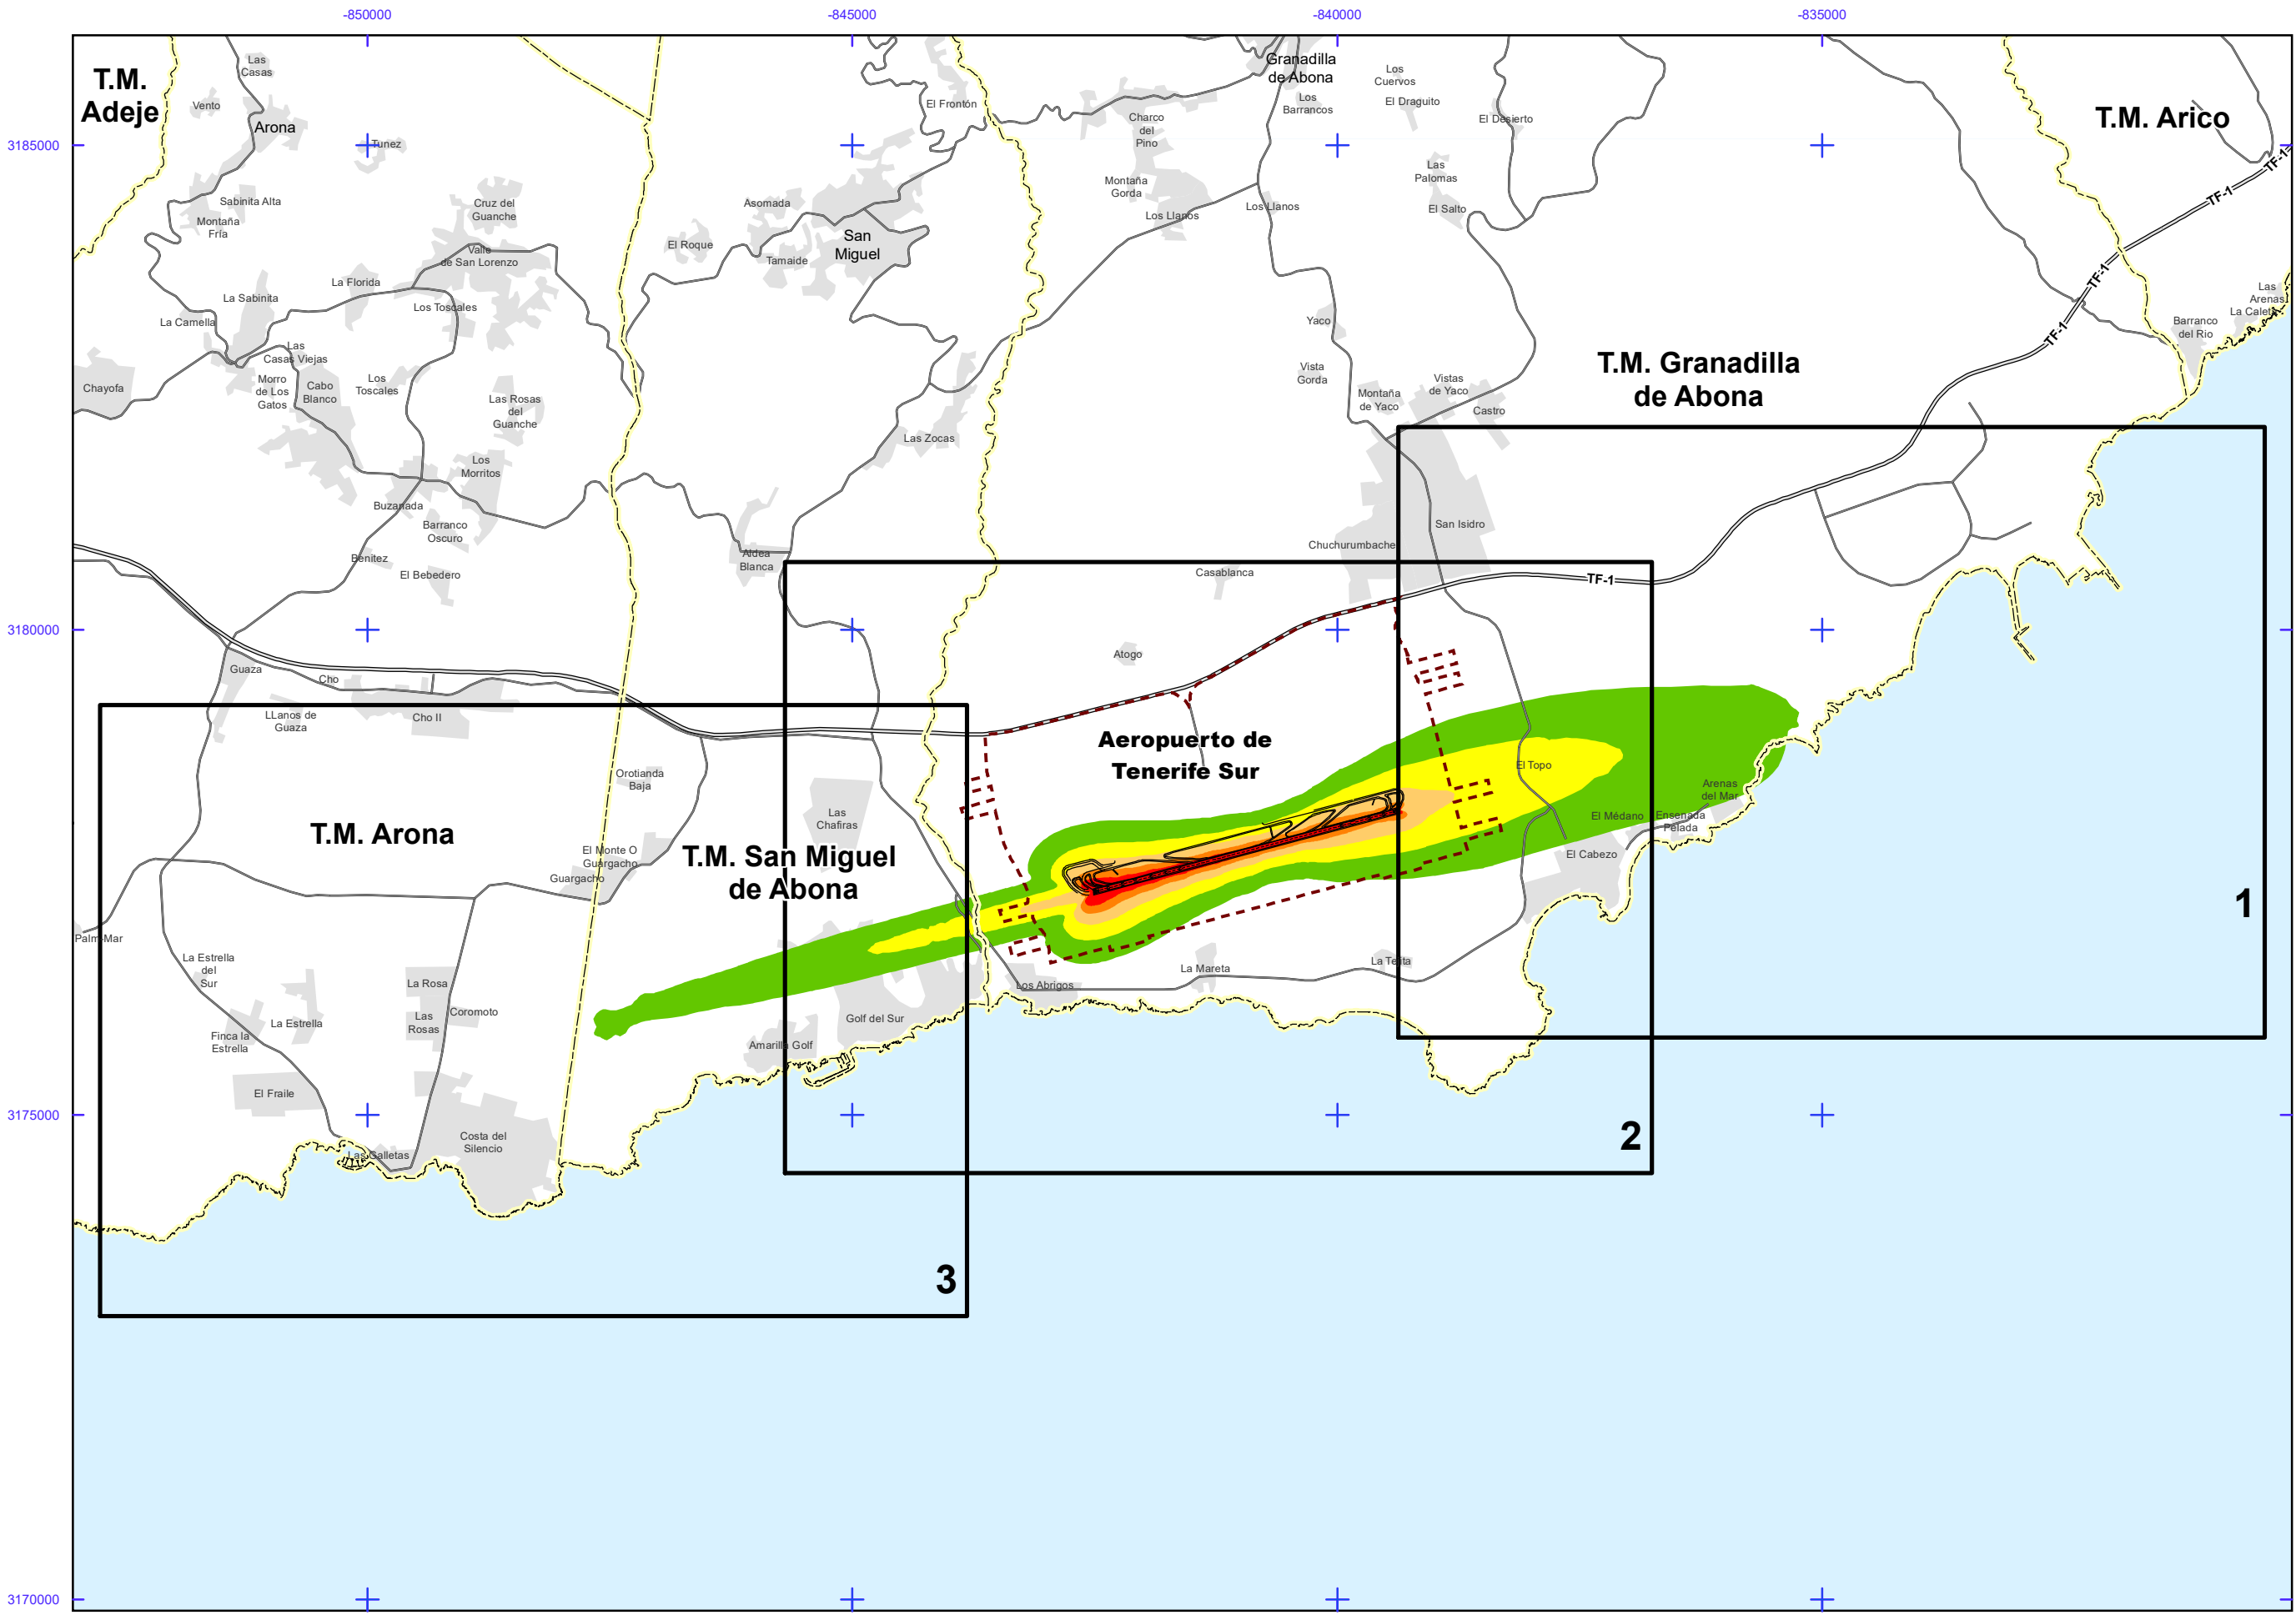 -850000
-845000
-840000
-835000
3185000
3180000
3175000
3170000
T.M.
Adeje
Las
Casas
Vento
Arona
Tunez
Sabinita Alta
Montaña
Fría
Cruz del
Guanche
Valle
de San Lorenzo
La Florida
Los Toscales
La Sabinita
La Camella
Las
Casas Viejas
Morro
de Los
Gatos
Cabo
Blanco
Los
Toscales
Chayofa
Las Rosas
del
Guanche
Los
Morritos
Buzanada
Barranco
Oscuro
Benitez
El Bebedero
El Frontón
Asomada
El Roque
Tamaide
San
Miguel
Las Zocas
Aldea
Blanca
Granadilla
de Abona
Los
Barrancos
Los
Cuervos
El Draguito
El Desierto
Charco
del
Pino
Montaña
Gorda
Los Llanos
Los Llanos
Las
Palomas
El Salto
Yaco
Vista
Gorda
Montaña
de Yaco
Vistas
de Yaco
Castro
T.M. Granadilla
de Abona
T.M. Arico
TF-1
TF-1
TF-1
TF-1
TF-1
Las
Arenas
La Caleta
Barranco
del Rio
San Isidro
Chuchurumbache
Casablanca
Atogo
Aeropuerto de
Tenerife Sur
Guaza
Cho
LLanos de
Guaza
Cho II
Orotianda
Baja
T.M. Arona
El Monte O
Guargacho
Guargacho
T.M. San Miguel
de Abona
Las
Chafiras
El Topo
Arenas
del Mar
El Médano
Ensenada
Pelada
El Cabezo
1
Palm-Mar
La Estrella
del
Sur
La Estrella
Finca la
Estrella
La Rosa
Las
Rosas
Coromoto
El Fraile
Las Galletas
Costa del
Silencio
Amarilla Golf
Golf del Sur
Los Abrigos
La Mareta
La Tejita
2
3